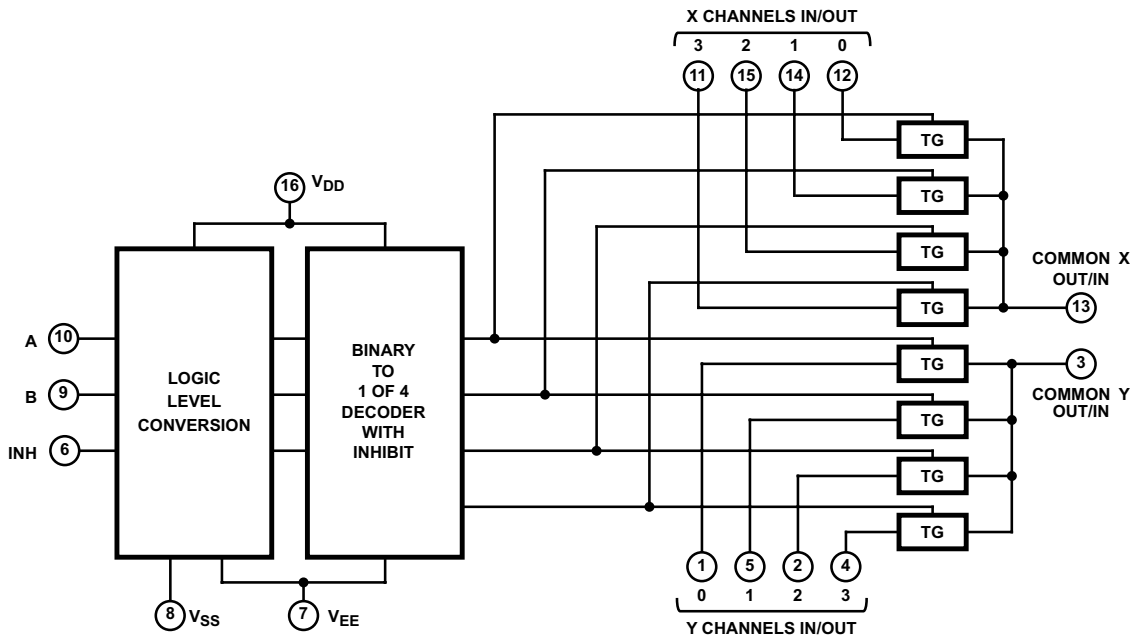 X CHANNELS IN/OUT
3 2 1 0
11 15 14 12
TG
16 VDD
TG
TG
COMMON X
OUT/IN
TG
13
A 10
BINARY
TO
1 OF 4
DECODER
WITH
INHIBIT
LOGIC
LEVEL
CONVERSION
TG
3
COMMON Y
OUT/IN
B 9
TG
INH 6
TG
TG
1 5 2 4
0 1 2 3
8 VSS
7 VEE
Y CHANNELS IN/OUT